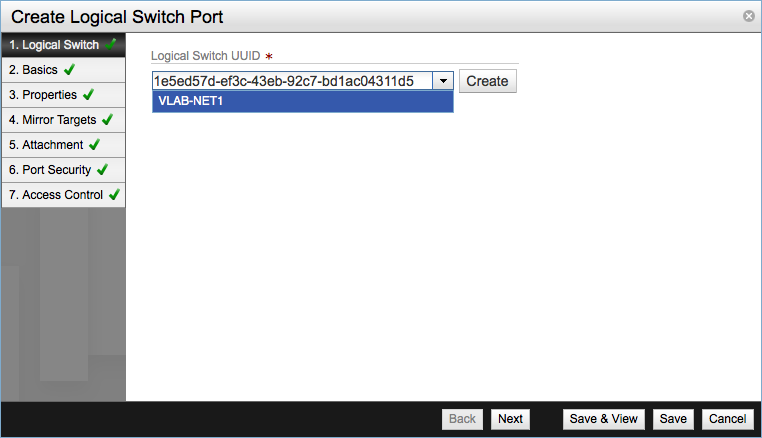 Create Logical Switch Port
1. Logical Switch
2. Basics
3. Properties
4. Mirror Targets
5. Attachment
6. Port Security
7. Access Control
Logical Switch UUID *
1e5ed57d-ef3c-43eb-92c7-bd1ac04311d5
Create
VLAB-NET1
Back Next Save & View Save Cancel